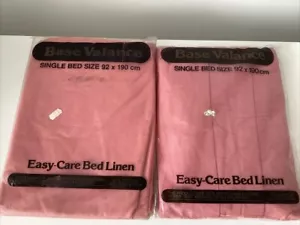 Base Valance
SINGLE BED SIZE 92 x 190 cm
Easy-Care Bed Linen
Base Valance
SINGLE BED SIZE 92 x 190 cm
Easy-Care Bed Linen